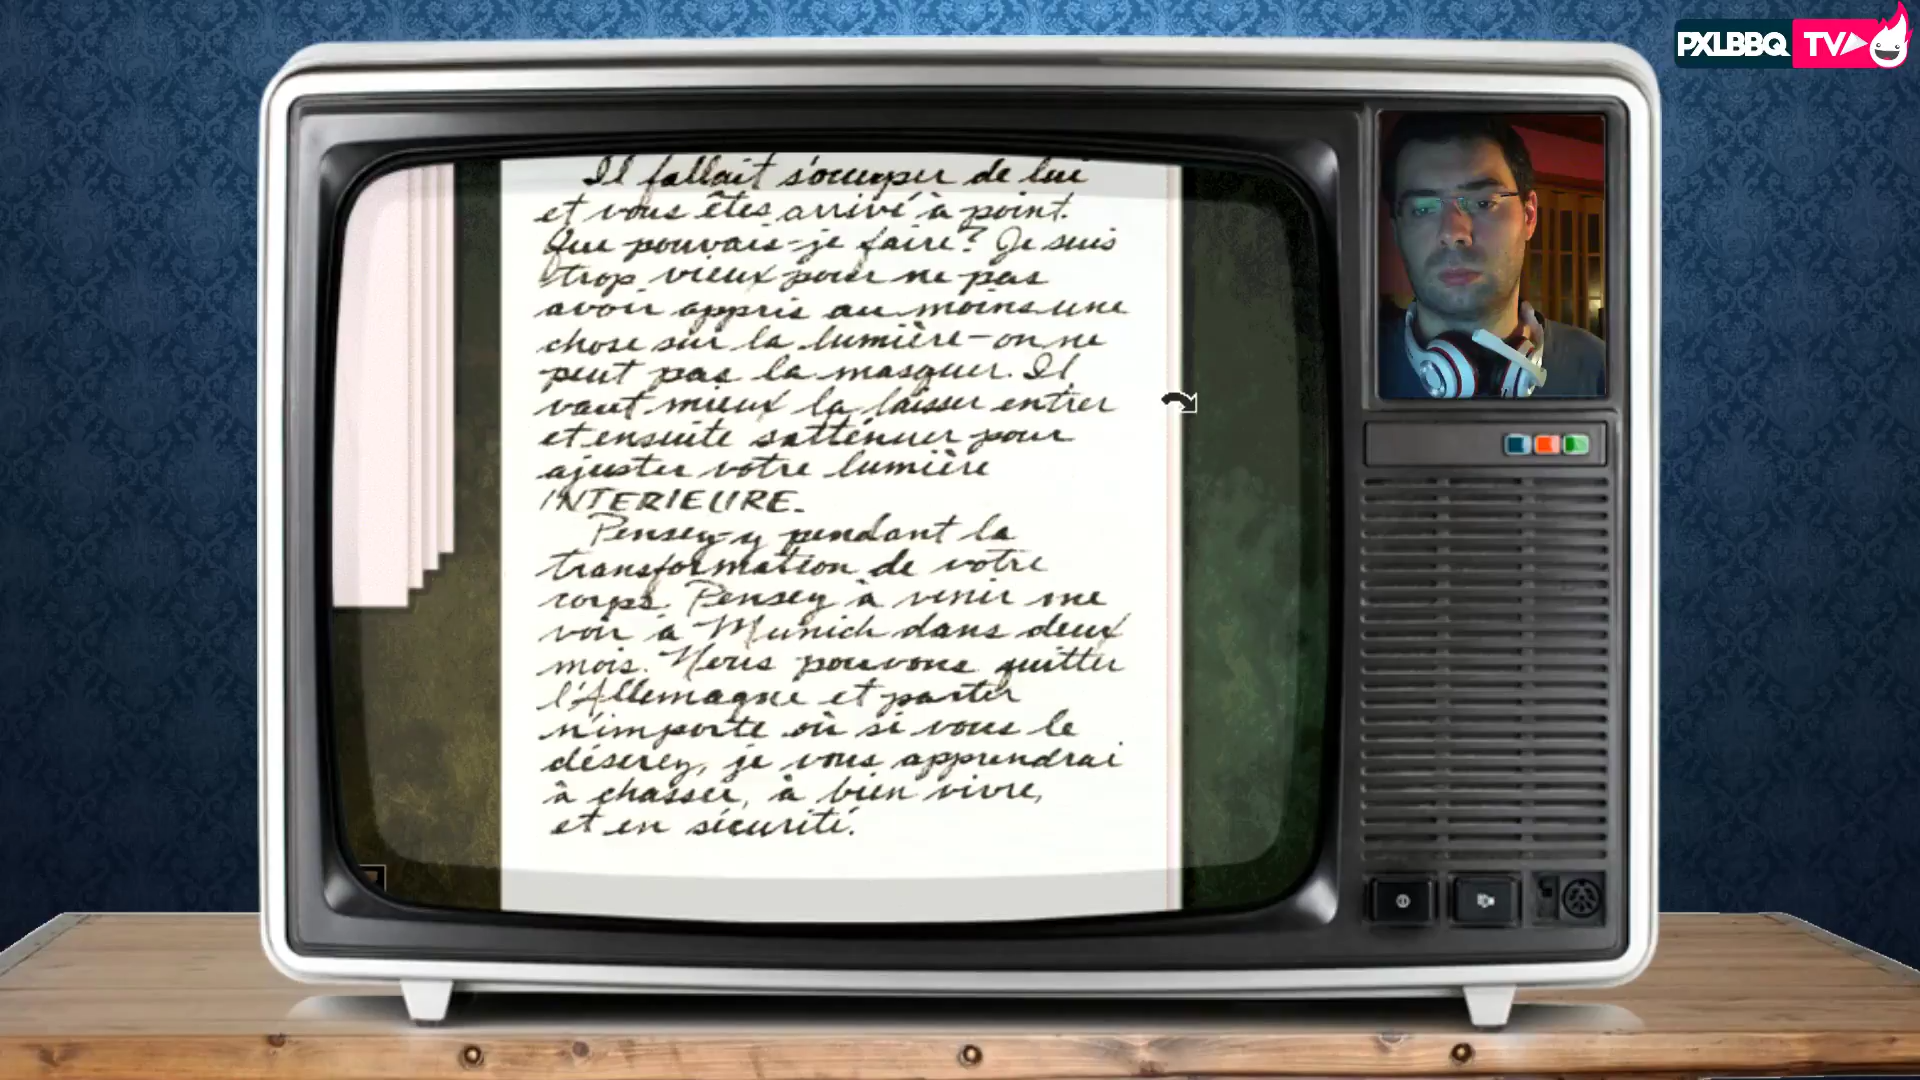 PXLBBQ TV
Il fallait s'occuper de lui
et vous êtes arrivé à point.
Que pouvais-je faire? Je suis
trop vieux pour ne pas
avoir appris au moins une
chose sur la lumière-on ne
peut pas la masquer. Il
vaut mieux la laisser entrer
et ensuite s'atténuer pour
ajuster votre lumière
INTERIEURE.
Pensez-y pendant la
transformation de votre
corps. Pensez à venir me
voir à Munich dans deux
mois. Nous pouvons quitter
l'Allemagne et partir
n'importe où si vous le
désirez, je vous apprendrai
à chasser, à bien vivre,
et en sécurité.